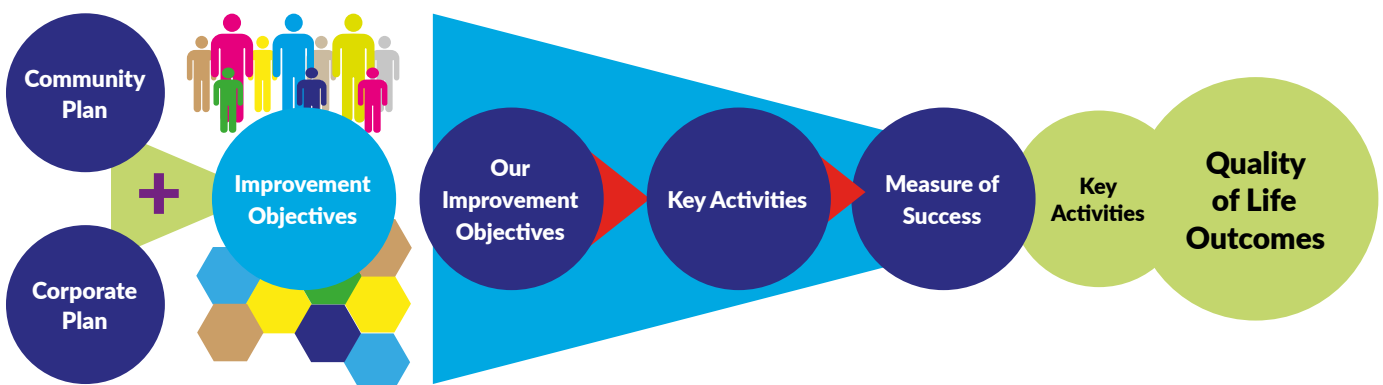 Community
Plan
+
Corporate
Plan
Improvement
Objectives
Our
Improvement
Objectives
Key Activities
Measure of
Success
Key
Activities
Quality
of Life
Outcomes